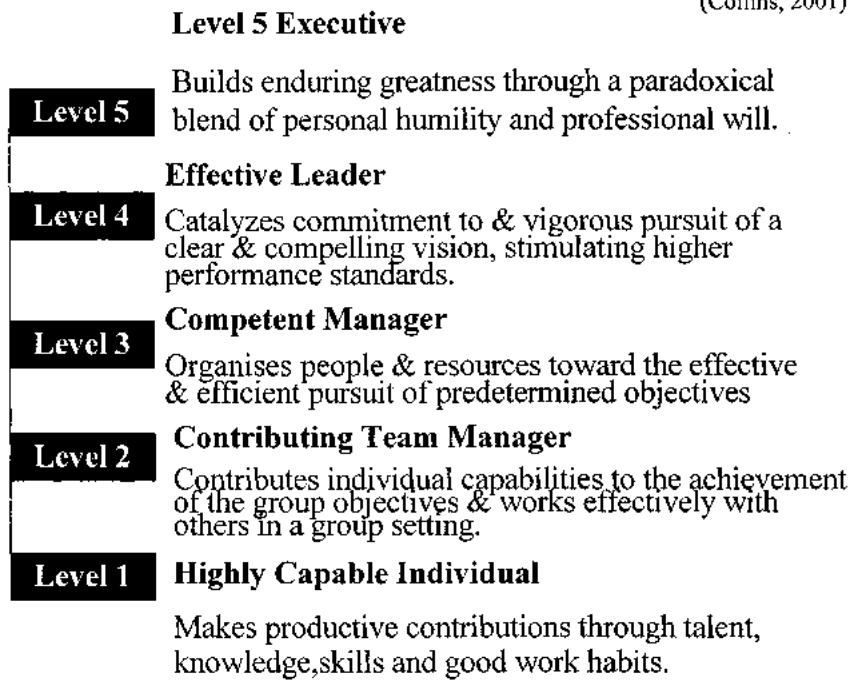 (Collins, 2001)
Level 5 Executive
Level 5
Builds enduring greatness through a paradoxical
blend of personal humility and professional will.
Effective Leader
Level 4
Catalyzes commitment to & vigorous pursuit of a
clear & compelling vision, stimulating higher
performance standards.
Competent Manager
Level 3
Organises people & resources toward the effective
& efficient pursuit of predetermined objectives
Contributing Team Manager
Level 2
Contributes individual capabilities to the achievement
of the group objectives & works effectively with
others in a group setting.
Level 1
Highly Capable Individual
Makes productive contributions through talent,
knowledge,skills and good work habits.